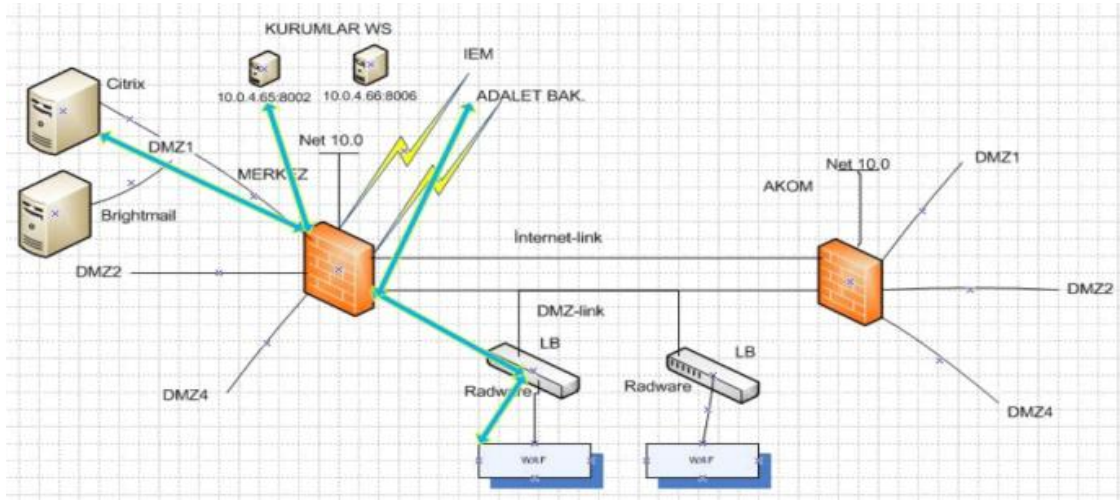 KURUMLAR WS
IEM
Citrix
10.0.4.65:8002
10.0.4.66:8006
ADALET BAK.
DMZ1
Net 10.0
MERKEZ
Net 10.0
DMZ1
AKOM
Brightmail
İnternet-link
DMZ2
DMZ2
DMZ-link
LB
LB
Radware
Radware
DMZ4
DMZ4
WAF
WAF